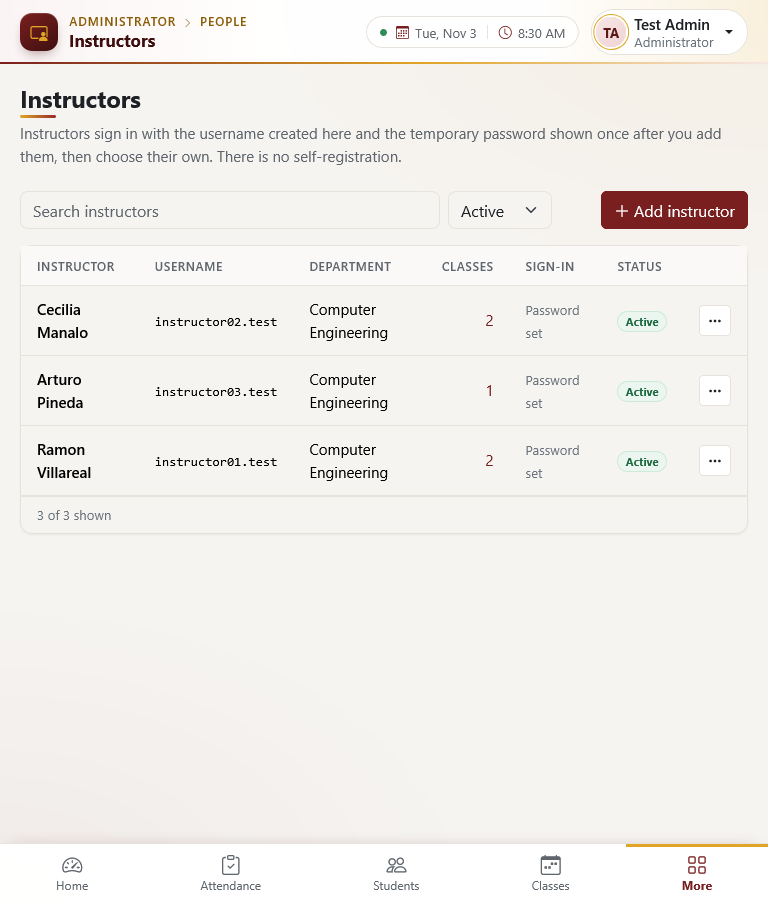 ADMINISTRATOR > PEOPLE
Instructors
Tue, Nov 3
8:30 AM
TA
Test Admin
Administrator
Instructors
Instructors sign in with the username created here and the temporary password shown once after you add
them, then choose their own. There is no self-registration.
Search instructors
Active
+ Add instructor
INSTRUCTOR USERNAME DEPARTMENT CLASSES SIGN-IN STATUS
Cecilia
Manalo
instructor02.test
Computer
Engineering
2
Password
set
Active
Arturo
Pineda
instructor03.test
Computer
Engineering
1
Password
set
Active
Ramon
Villareal
instructor01.test
Computer
Engineering
2
Password
set
Active
3 of 3 shown
Home
Attendance
Students
Classes
More